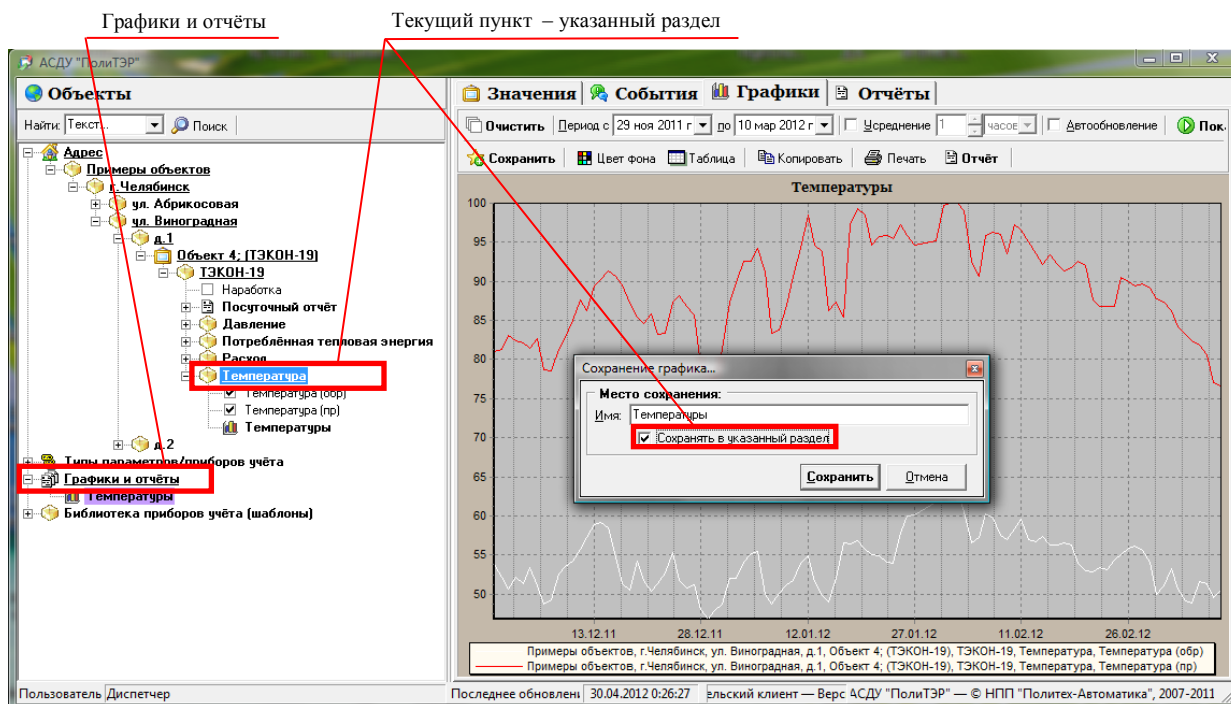 Графики и отчёты
Текущий пункт – указанный раздел
АСДУ "ПолиТЭР"
Объекты
Найти: Текст... Поиск
Адрес
Примеры объектов
г.Челябинск
ул. Абрикосовая
ул. Виноградная
д.1
Объект 4; (ТЭКОН-19)
ТЭКОН-19
Наработка
Посуточный отчёт
Давление
Потреблённая тепловая энергия
Расход
Температура
Температура (обр)
Температура (пр)
Температуры
д.2
Типы параметров/приборов учёта
Графики и отчёты
Температуры
Библиотека приборов учёта (шаблоны)
Значения События Графики Отчёты
Очистить Период с 29 ноя 2011 г по 10 мар 2012 г Усреднение 1 часов Автообновление Пок
Сохранить Цвет фона Таблица Копировать Печать Отчёт
Температуры
100
95
90
85
80
75
70
65
60
55
50
Сохранение графика...
Место сохранения:
Имя: Температуры
Сохранять в указанный раздел
Сохранить Отмена
13.12.11 28.12.11 12.01.12 27.01.12 11.02.12 26.02.12
Примеры объектов, г.Челябинск, ул. Виноградная, д.1, Объект 4; (ТЭКОН-19), ТЭКОН-19, Температура, Температура (обр)
Примеры объектов, г.Челябинск, ул. Виноградная, д.1, Объект 4; (ТЭКОН-19), ТЭКОН-19, Температура, Температура (пр)
Пользователь Диспетчер Последнее обновлен 30.04.2012 0:26:27 ельский клиент — Верс АСДУ "ПолиТЭР" — © НПП "Политех-Автоматика", 2007-2011